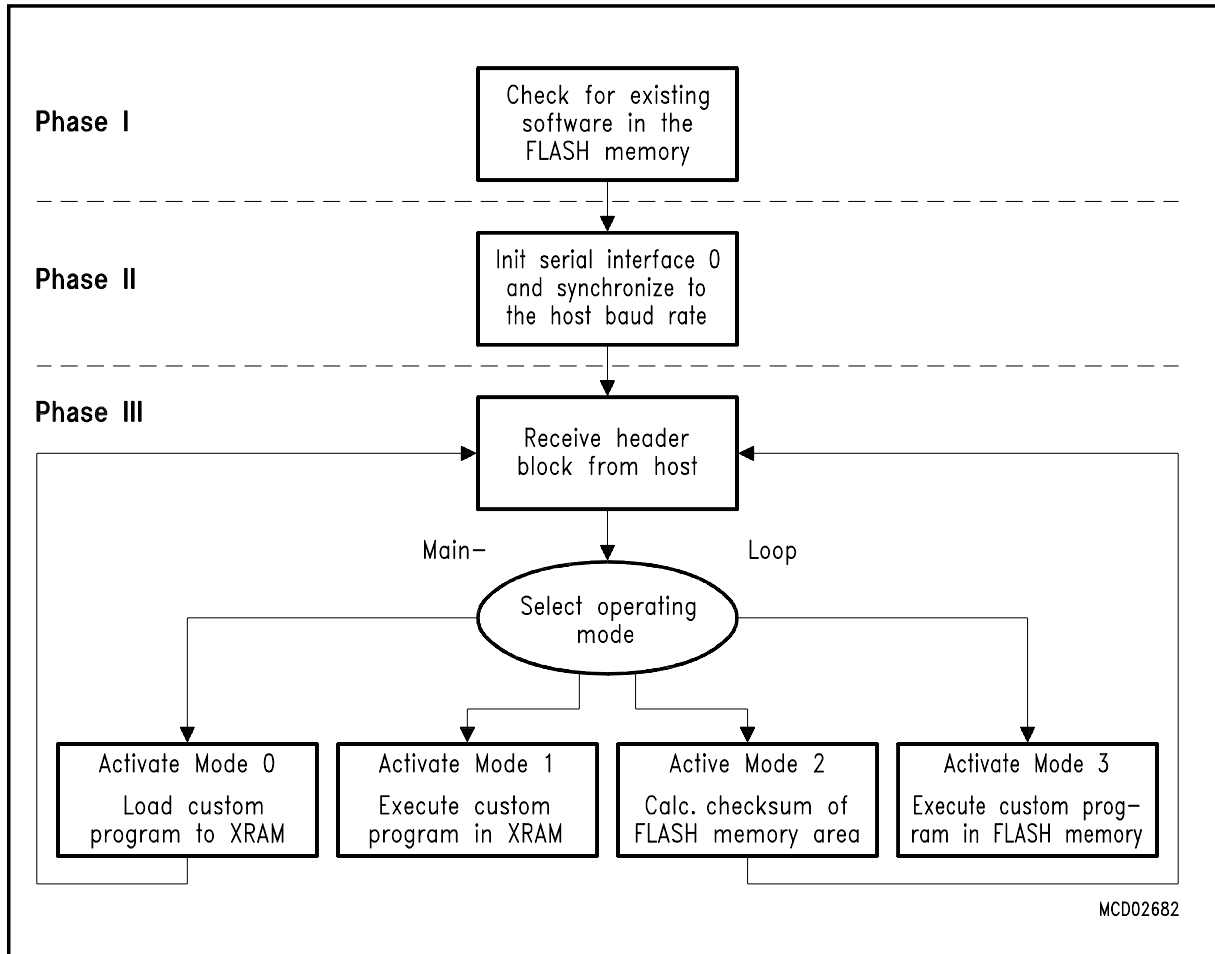 Phase I
Check for existing
software in the
FLASH memory
Phase II
Init serial interface 0
and synchronize to
the host baud rate
Phase III
Receive header
block from host
Main-
Loop
Select operating
mode
Activate Mode 0
Load custom
program to XRAM
Activate Mode 1
Execute custom
program in XRAM
Active Mode 2
Calc. checksum of
FLASH memory area
Activate Mode 3
Execute custom prog-
ram in FLASH memory
MCD02682